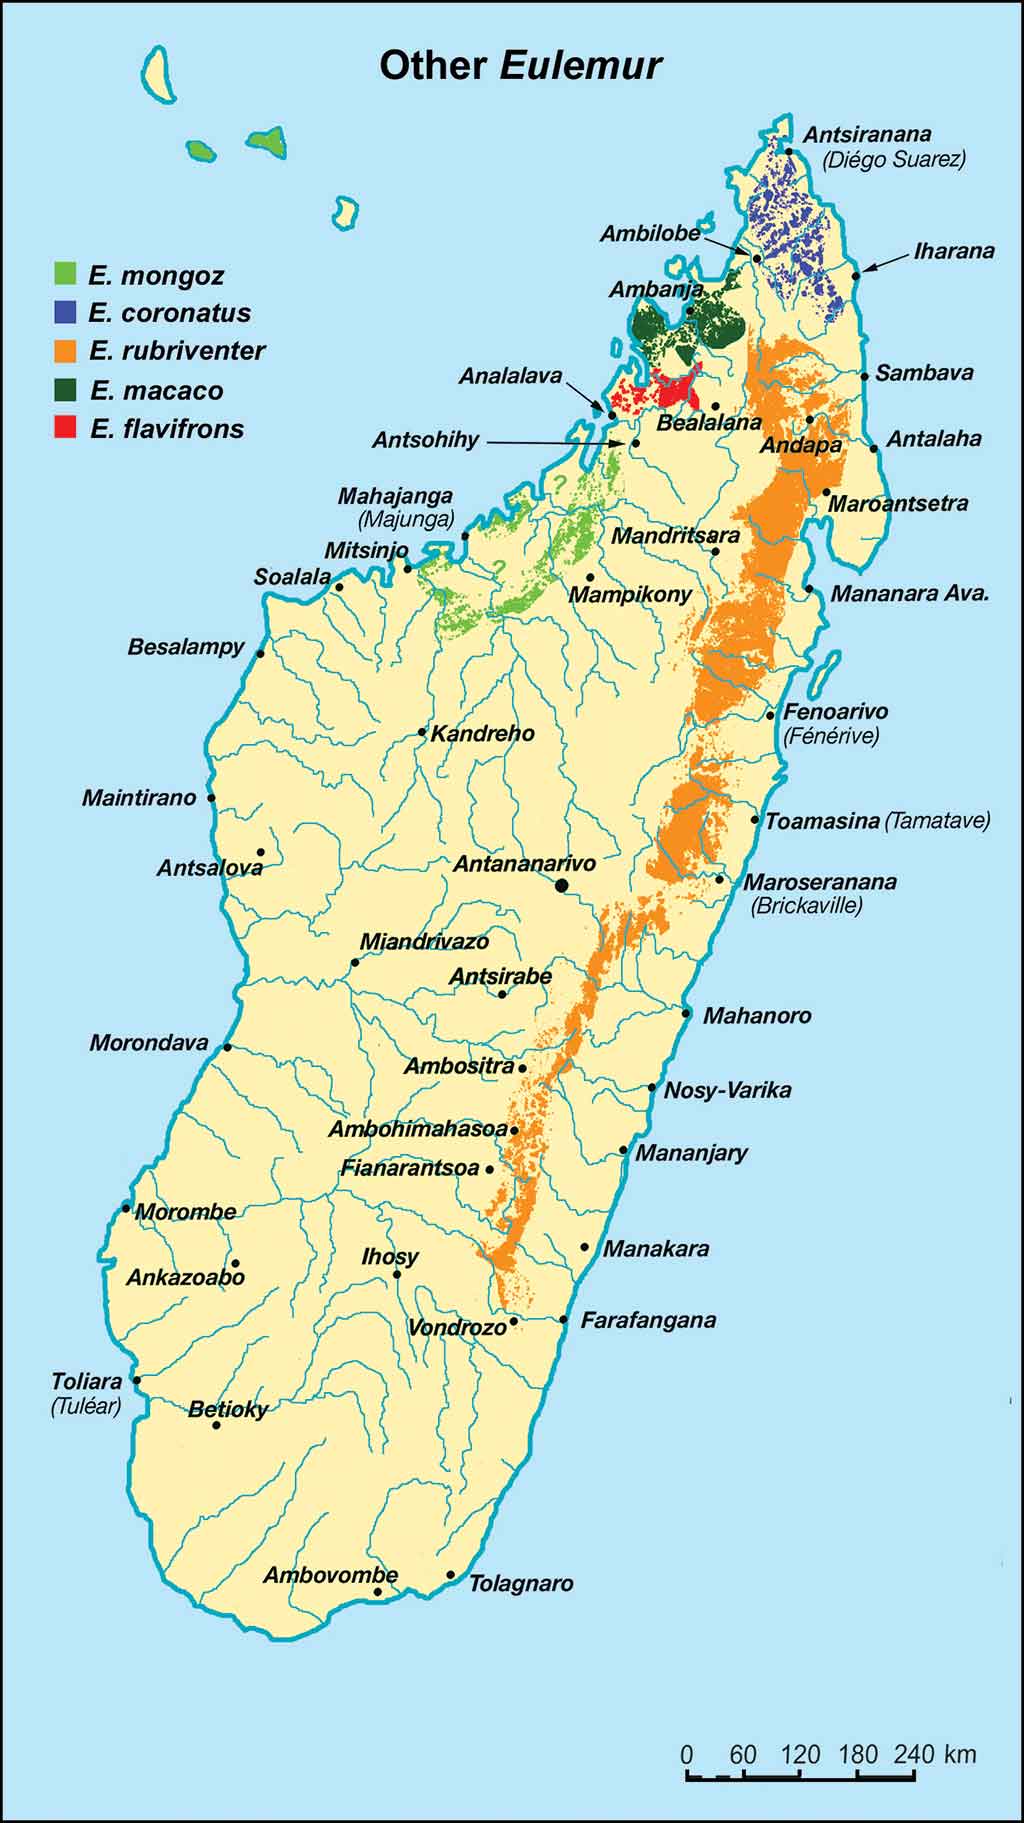 Other Eulemur
Antsiranana
(Diégo Suarez)
Ambilobe
Iharana
E. mongoz
E. coronatus
E. rubriventer
E. macaco
E. flavifrons
Ambanja
Analalava
Sambava
Bealalana
Antsohihy
Andapa
Antalaha
Mahajanga
(Majunga)
?
Maroantsetra
Mandritsara
Mitsinjo
?
Soalala
Mampikony
Mananara Ava.
Besalampy
Fenoarivo
(Fénérive)
Kandreho
Maintirano
Toamasina (Tamatave)
Antsalova
Antananarivo
Maroseranana
(Brickaville)
Miandrivazo
Antsirabe
Mahanoro
Morondava
Ambositra
Nosy-Varika
Ambohimahasoa
Mananjary
Fianarantsoa
Morombe
Manakara
Ihosy
Ankazoabo
Vondrozo
Farafangana
Toliara
(Tuléar)
Betioky
Ambovombe
Tolagnaro
0 60 120 180 240 km